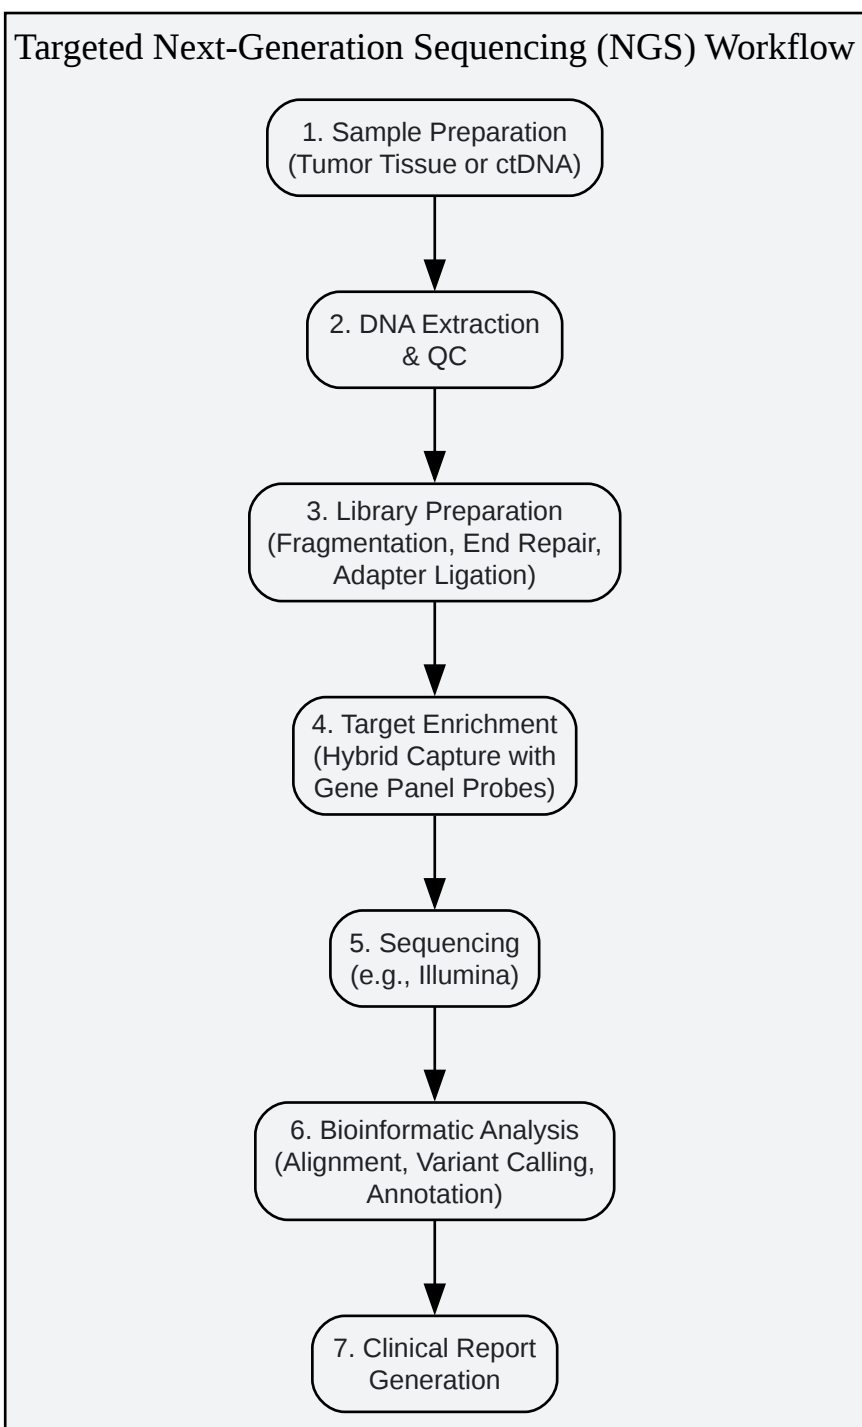 Targeted Next-Generation Sequencing (NGS) Workflow
1. Sample Preparation
(Tumor Tissue or ctDNA)
2. DNA Extraction
& QC
3. Library Preparation
(Fragmentation, End Repair,
Adapter Ligation)
4. Target Enrichment
(Hybrid Capture with
Gene Panel Probes)
5. Sequencing
(e.g., Illumina)
6. Bioinformatic Analysis
(Alignment, Variant Calling,
Annotation)
7. Clinical Report
Generation